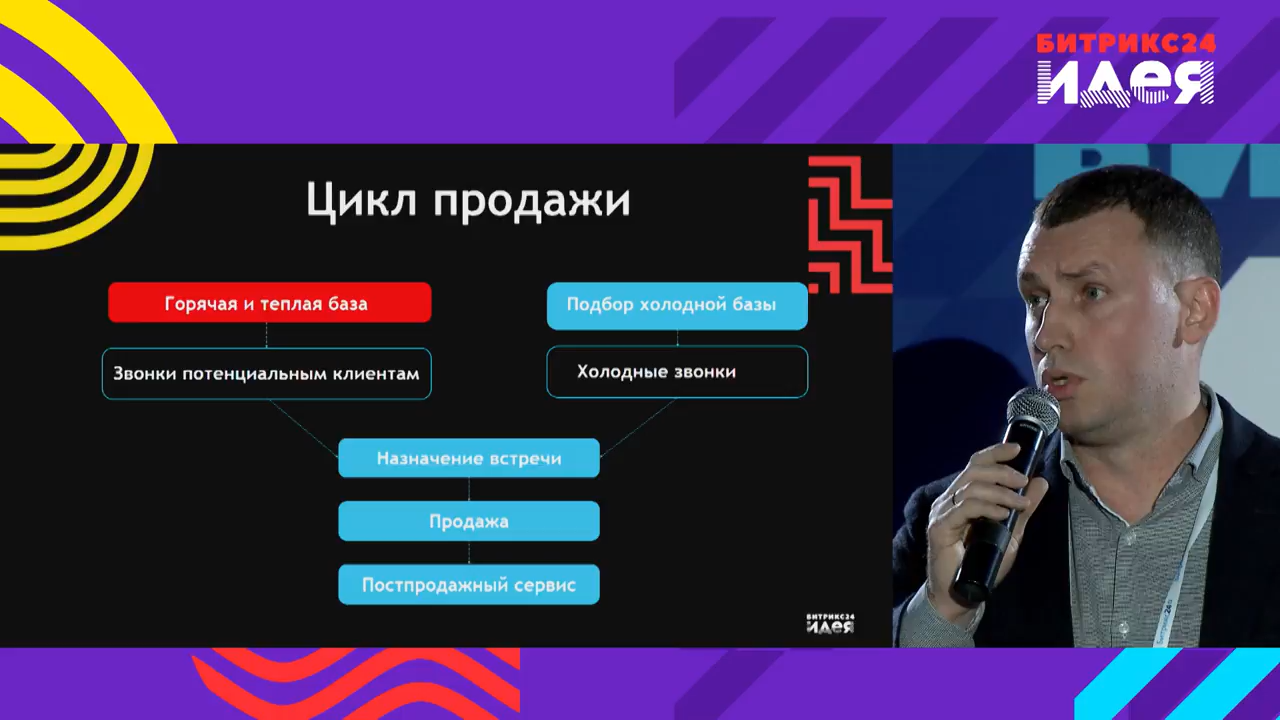 БИТРИКС24
идея
Цикл продажи
Горячая и теплая база
Подбор холодной базы
Звонки потенциальным клиентам
Холодные звонки
Назначение встречи
Продажа
Постпродажный сервис
БИТРИКС24
идея
Битрикс24